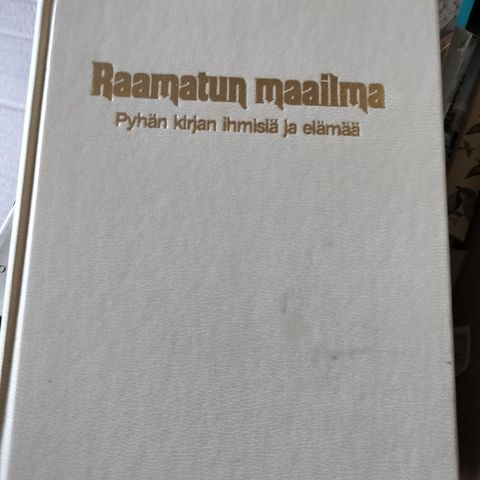 Raamatun maailma
Pyhän kirjan ihmisiä ja elämää